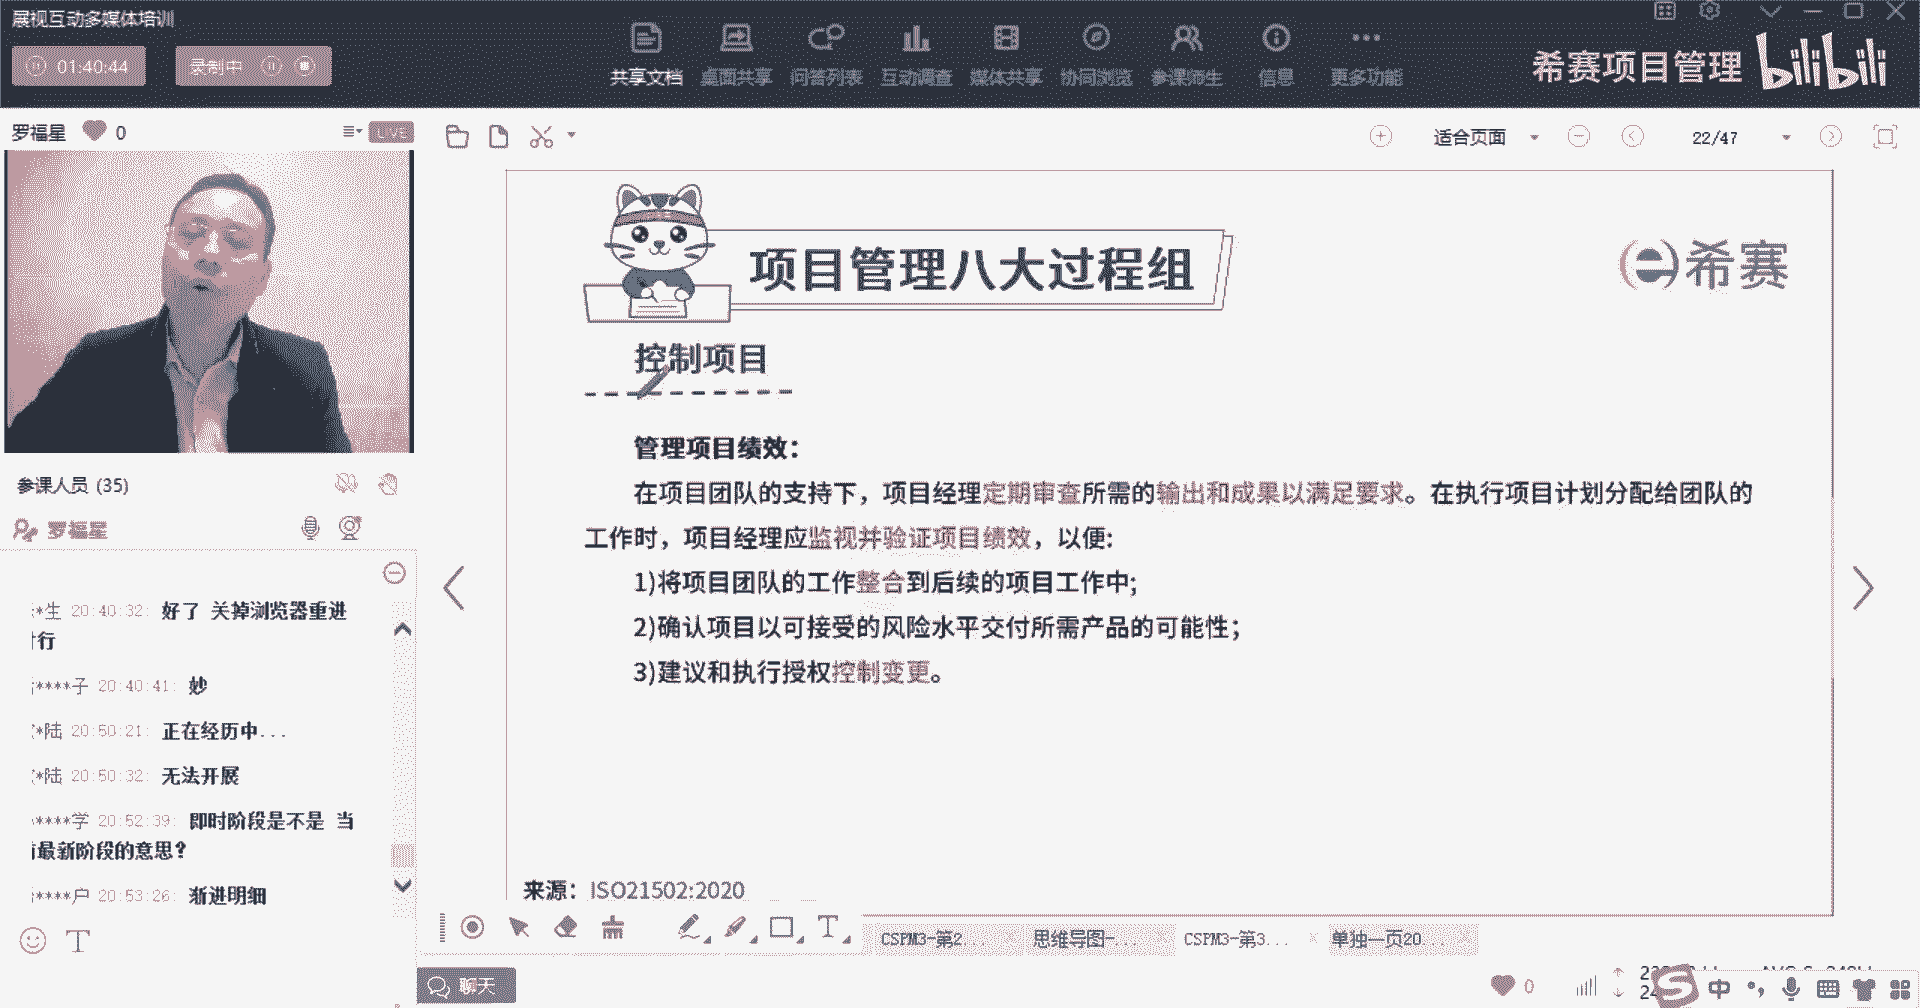 展视互动多媒体培训
01:40:44
录制中
共享文档
桌面共享
问答列表
互动调查
媒体共享
协同浏览
参课师生
信息
更多功能
希赛项目管理
bilibili
罗福星 0
LIVE
适合页面
22/47
项目管理八大过程组
希赛
控制项目
管理项目绩效：
在项目团队的支持下，项目经理定期审查所需的输出和成果以满足要求。在执行项目计划分配给团队的
工作时，项目经理应监视并验证项目绩效，以便:
1)将项目团队的工作整合到后续的项目工作中;
2)确认项目以可接受的风险水平交付所需产品的可能性；
3)建议和执行授权控制变更。
来源：ISO21502:2020
参课人员 (35)
罗福星
*生 20:40:32: 好了 关掉浏览器重进
行
****子 20:40:41: 妙
*陆 20:50:21: 正在经历中...
*陆 20:50:32: 无法开展
****学 20:52:39: 即时阶段是不是 当
最新阶段的意思？
****户 20:53:26: 渐进明细
T
T
CSPM3-第2...
思维导图-...
CSPM3-第3...
单独一页20...
聊天
0
中